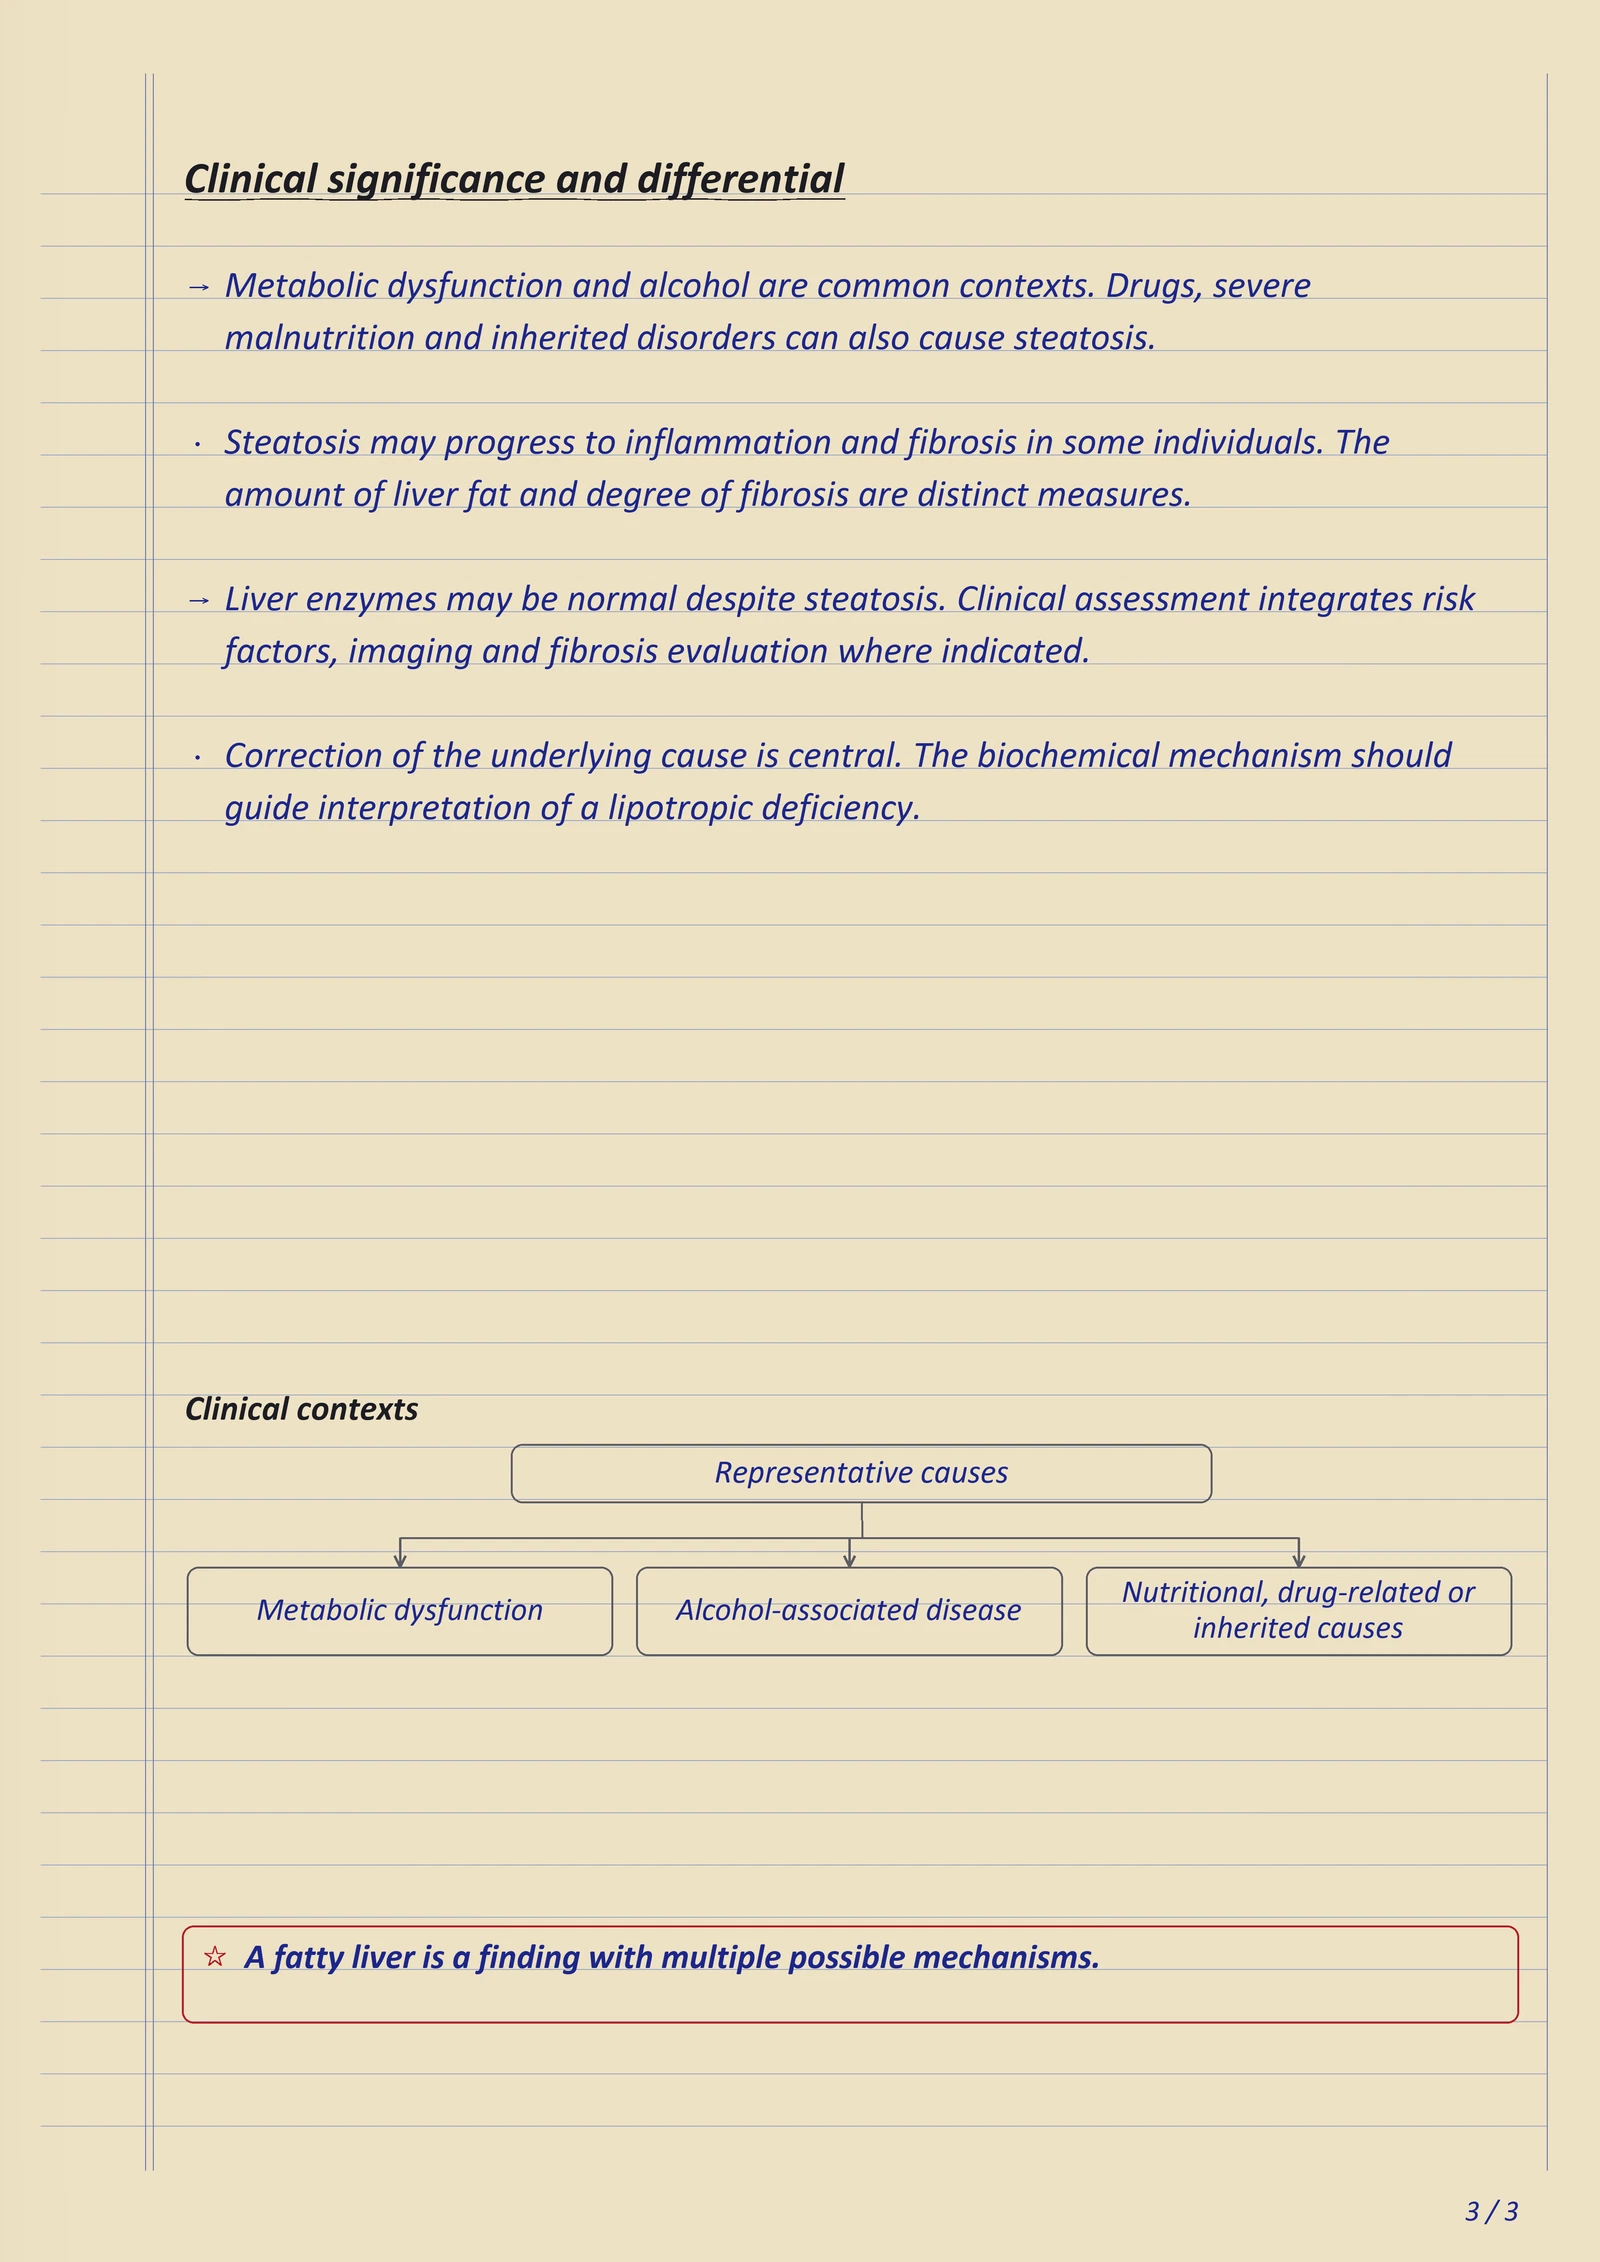 Clinical significance and differential
→ Metabolic dysfunction and alcohol are common contexts. Drugs, severe
malnutrition and inherited disorders can also cause steatosis.
· Steatosis may progress to inflammation and fibrosis in some individuals. The
amount of liver fat and degree of fibrosis are distinct measures.
→ Liver enzymes may be normal despite steatosis. Clinical assessment integrates risk
factors, imaging and fibrosis evaluation where indicated.
· Correction of the underlying cause is central. The biochemical mechanism should
guide interpretation of a lipotropic deficiency.
Clinical contexts
Representative causes
Metabolic dysfunction
Alcohol-associated disease
Nutritional, drug-related or
inherited causes
☆ A fatty liver is a finding with multiple possible mechanisms.
3 / 3